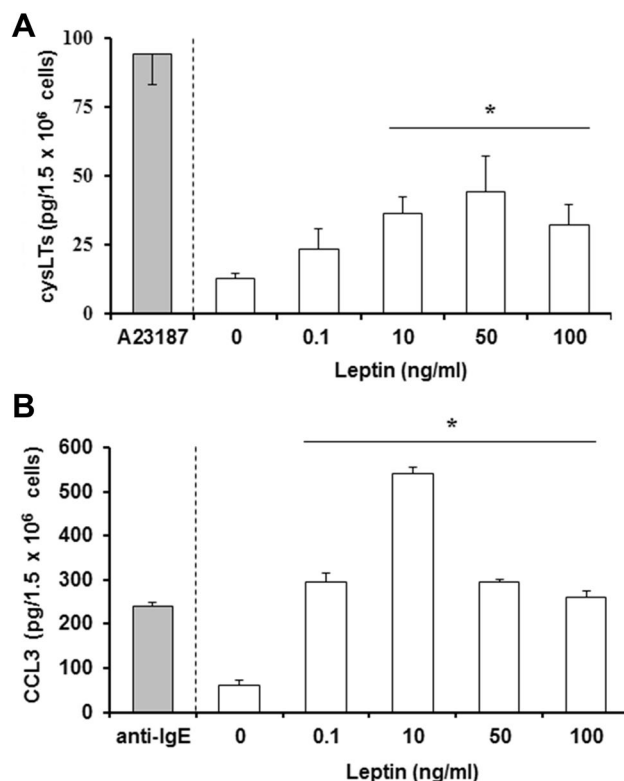 A
cysLTs (pg/1.5 x 10⁶ cells)
100
75
50
25
0
*
A23187 0 0.1 10 50 100
Leptin (ng/ml)
B
CCL3 (pg/1.5 x 10⁶ cells)
600
500
400
300
200
100
0
*
anti-IgE 0 0.1 10 50 100
Leptin (ng/ml)